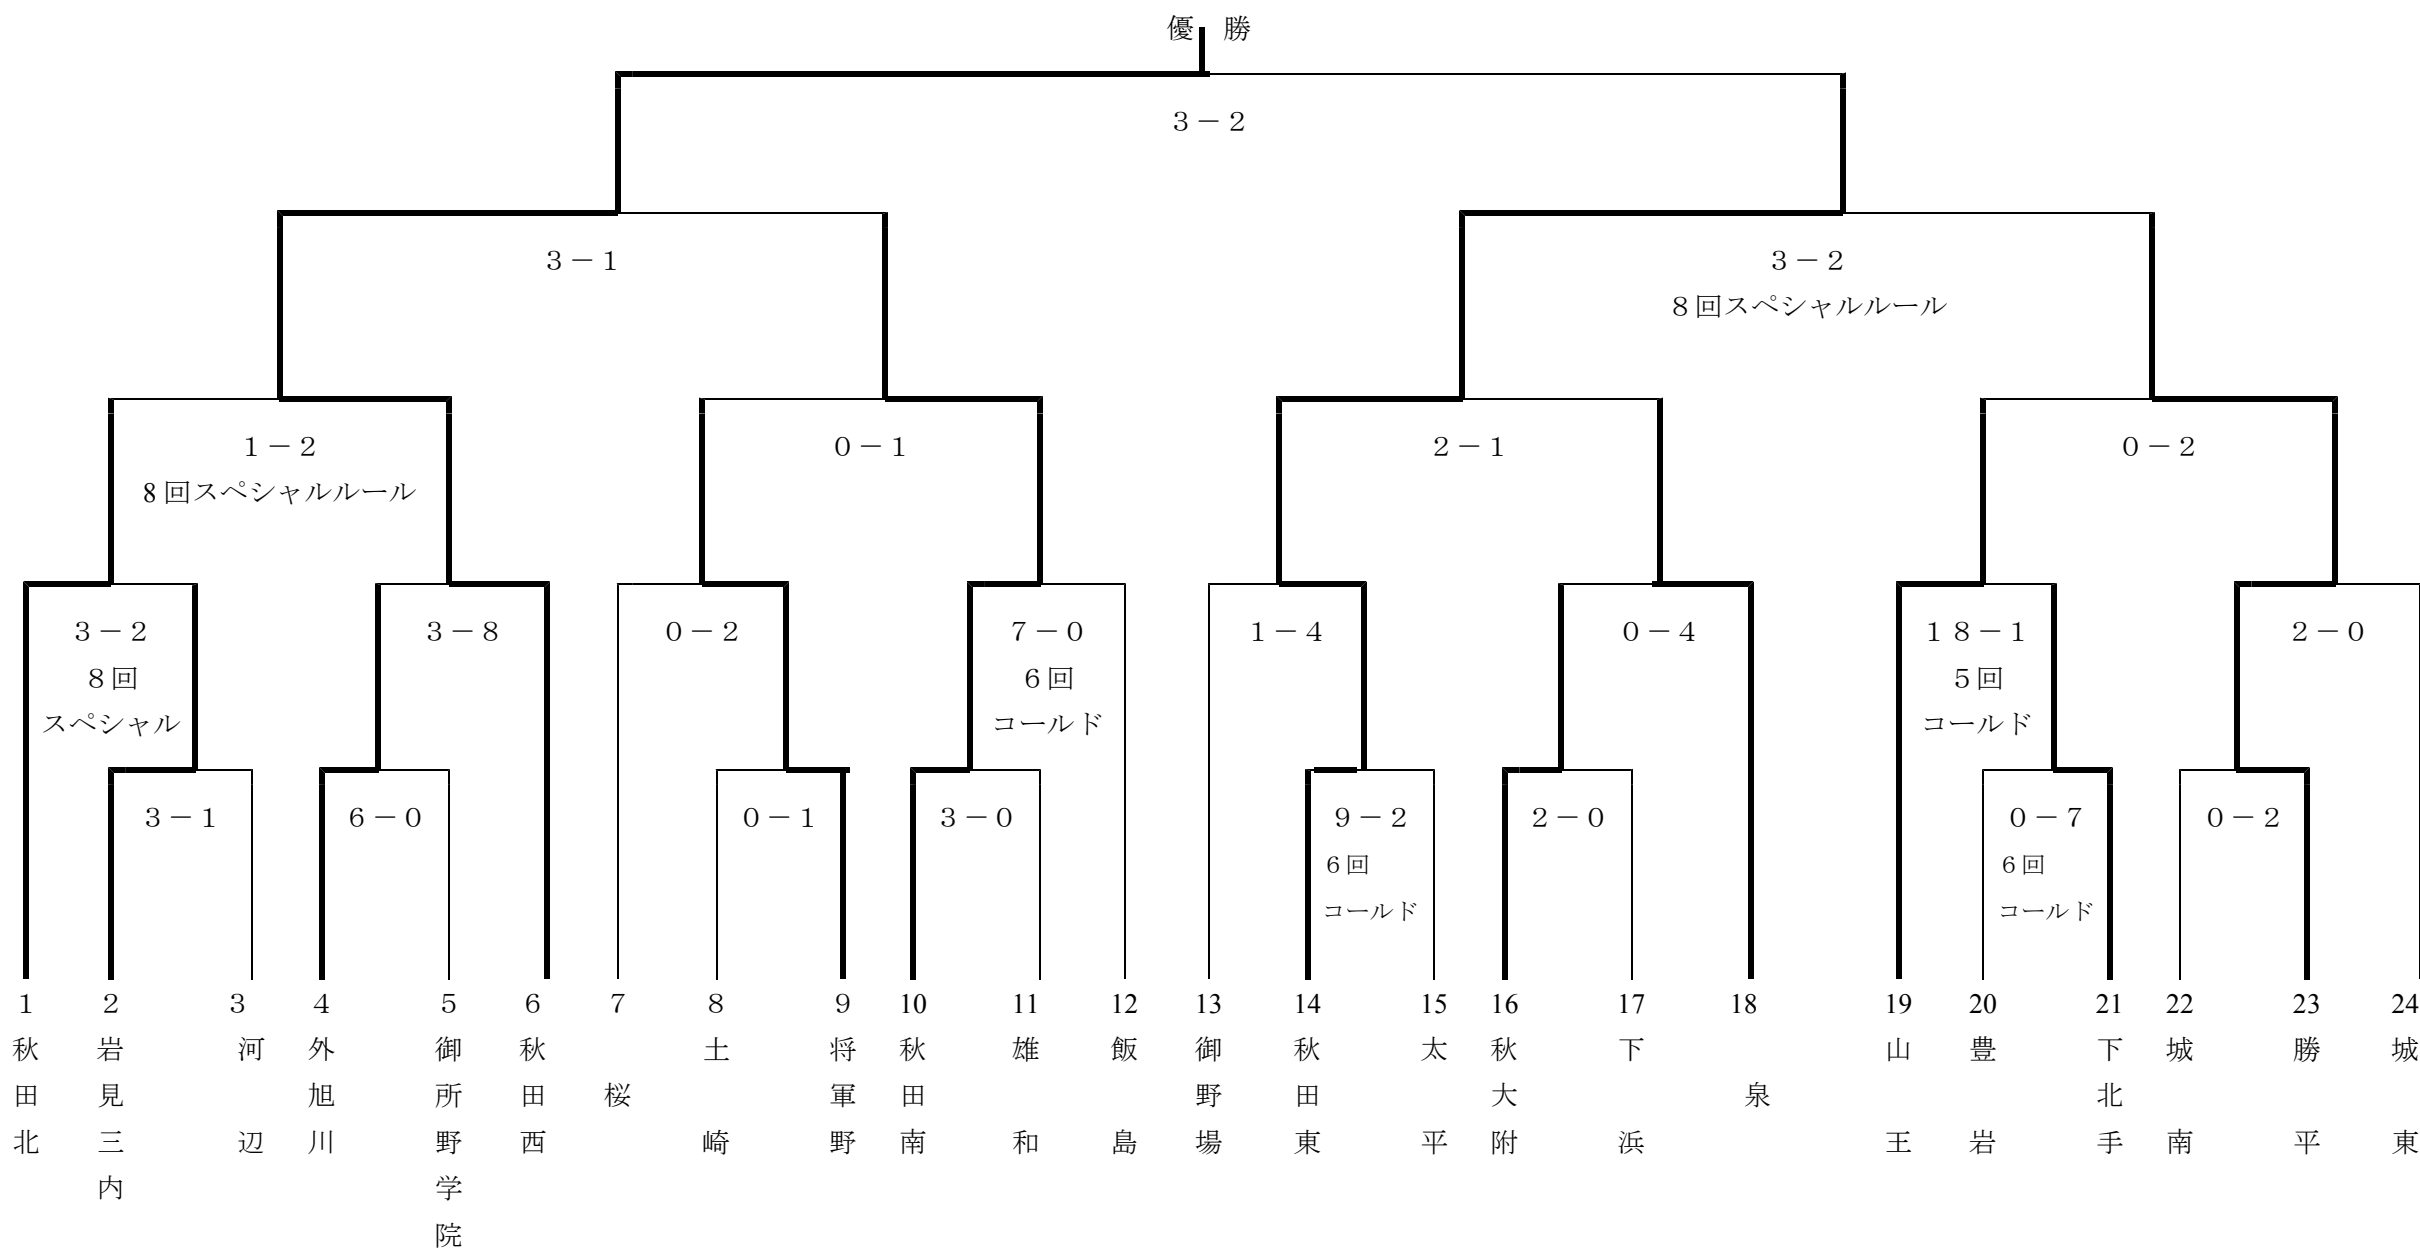 優 勝
３－２
３－１
３－２
８回スペシャルルール
１－２
８回スペシャルルール
０－１
２－１
０－２
３－２
８回
スペシャル
３－８
０－２
７－０
６回
コールド
１－４
０－４
１８－１
５回
コールド
２－０
３－１
６－０
０－１
３－０
９－２
６回
コールド
２－０
０－７
６回
コールド
０－２
１ 秋田北
２ 岩見三内
３ 河辺
４ 外旭川
５ 御所野学院
６ 秋田西
７ 桜
８ 土崎
９ 将軍野
10 秋田南
11 雄和
12 飯島
13 御野場
14 秋田東
15 太平
16 秋大附
17 下浜
18 泉
19 山王
20 豊岩
21 下北手
22 城南
23 勝平
24 城東